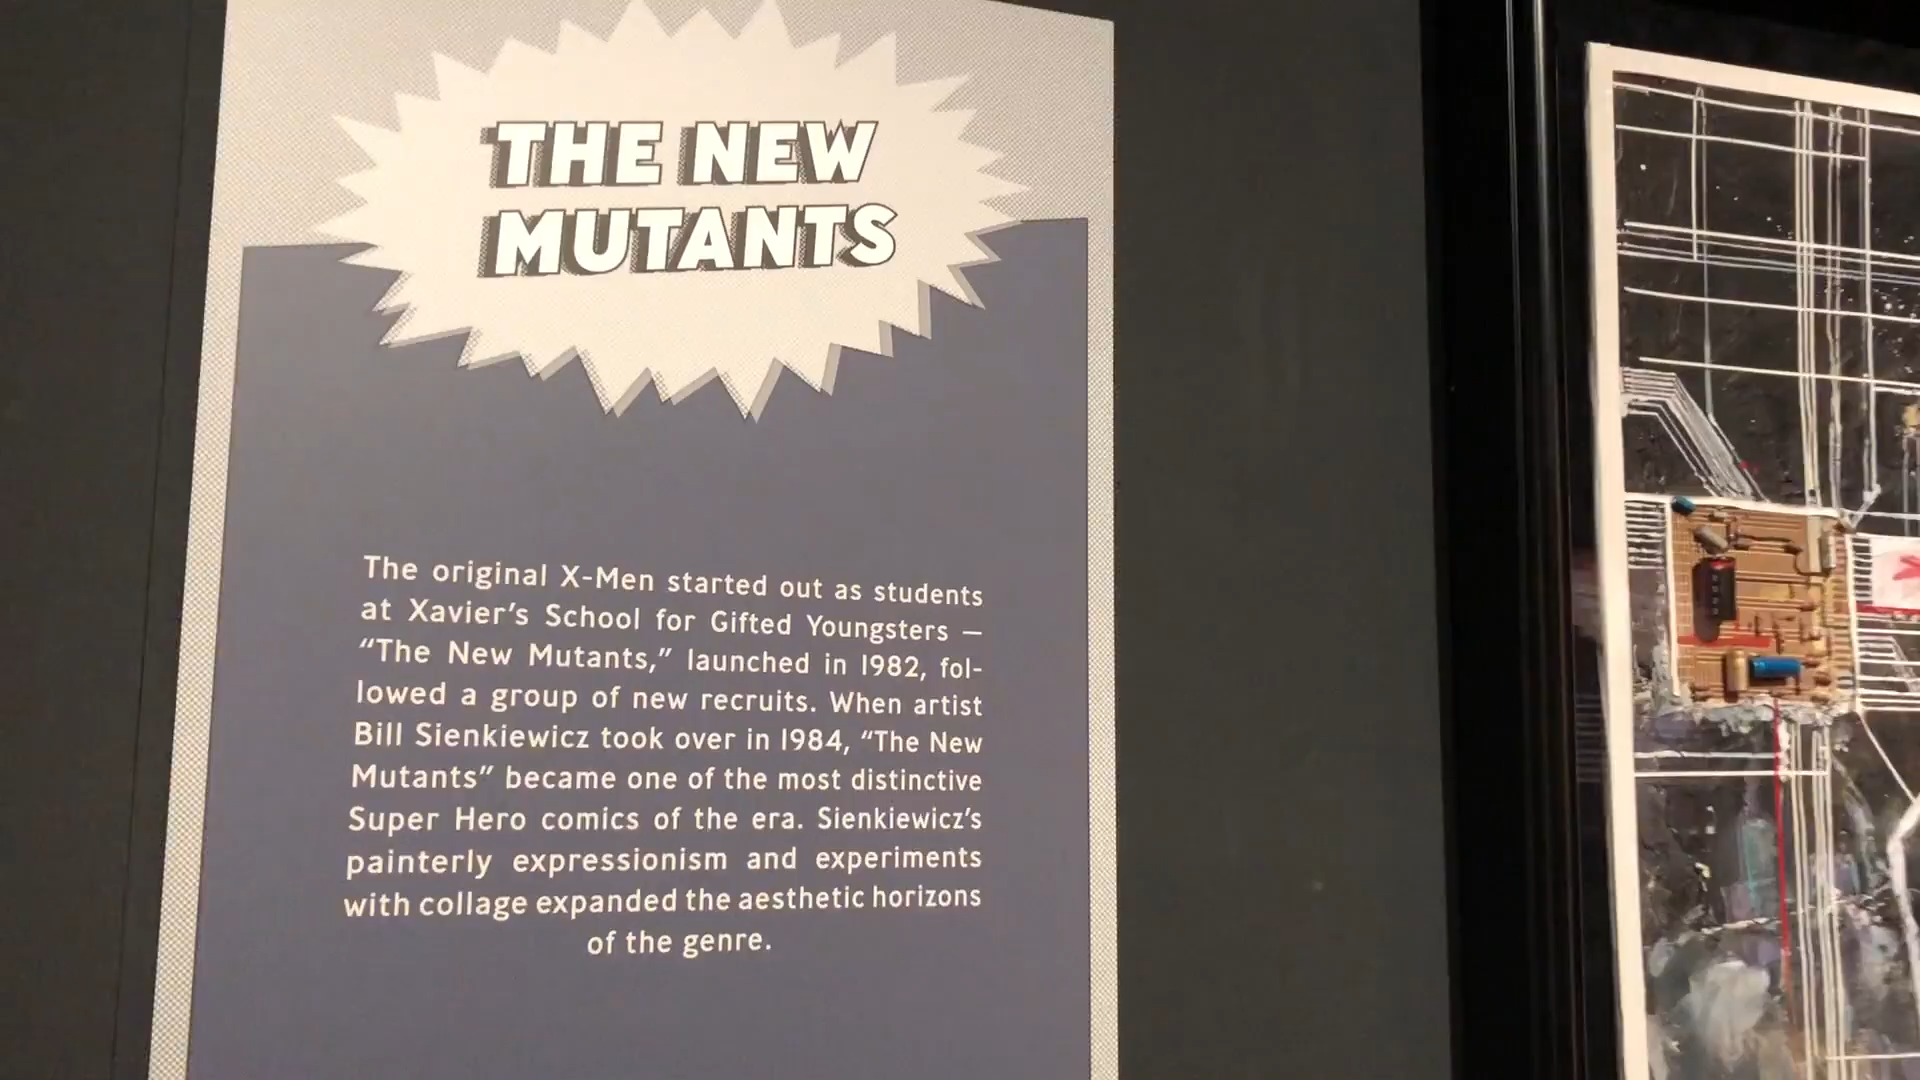 THE NEW
MUTANTS
The original X-Men started out as students
at Xavier's School for Gifted Youngsters —
“The New Mutants,” launched in 1982, fol-
lowed a group of new recruits. When artist
Bill Sienkiewicz took over in 1984, “The New
Mutants” became one of the most distinctive
Super Hero comics of the era. Sienkiewicz's
painterly expressionism and experiments
with collage expanded the aesthetic horizons
of the genre.